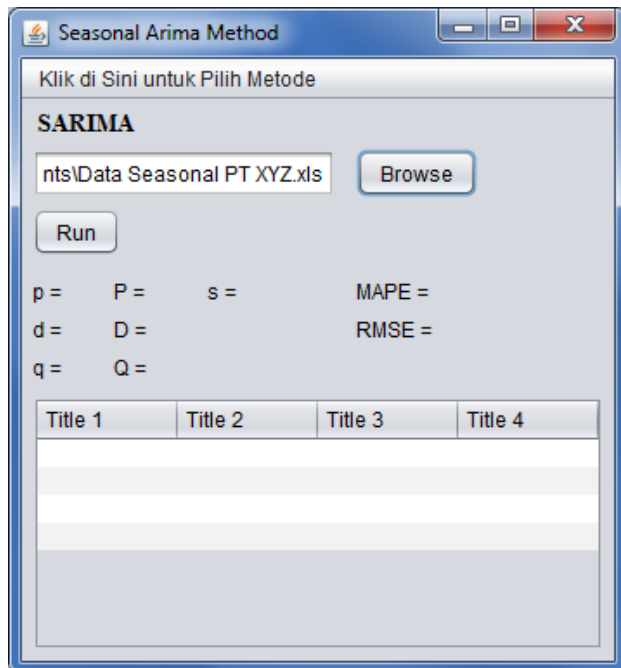 Seasonal Arima Method
Klik di Sini untuk Pilih Metode
SARIMA
nts\Data Seasonal PT XYZ.xls Browse
Run
p = P = s = MAPE =
d = D = RMSE =
q = Q =
Title 1 Title 2 Title 3 Title 4